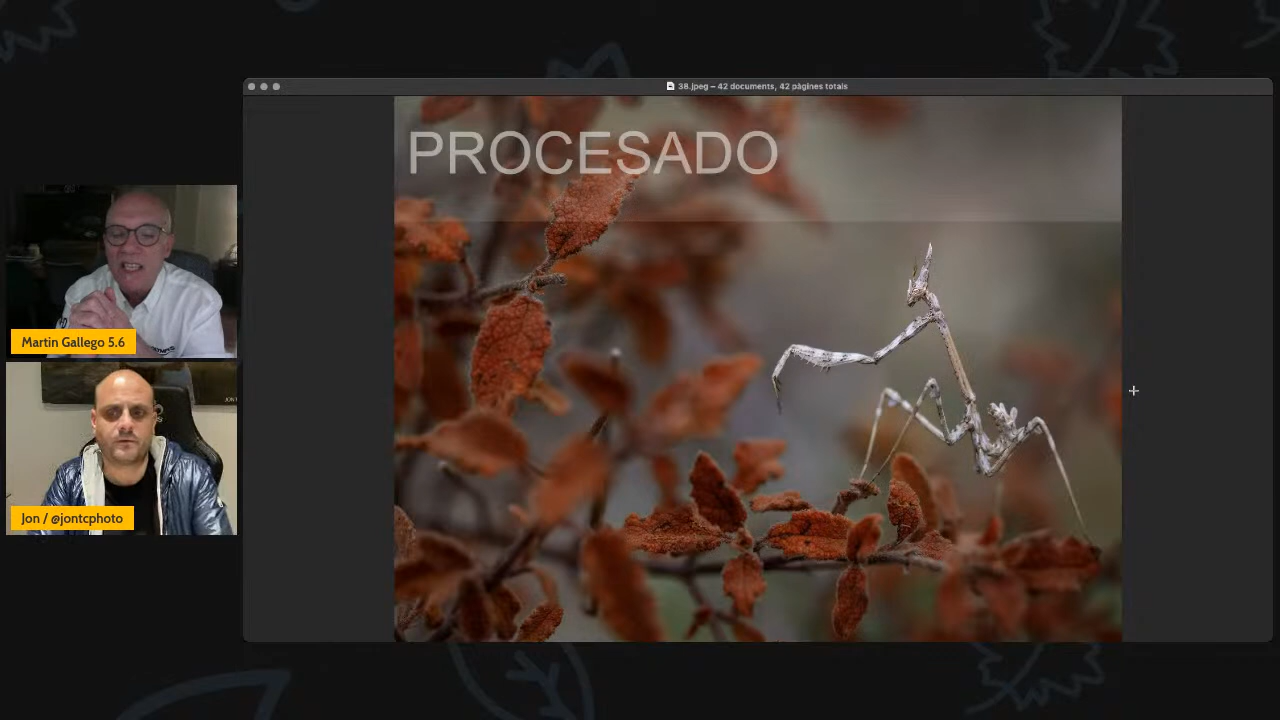 38.jpeg – 42 documents, 42 pàgines totals
PROCESADO
Martin Gallego 5.6
Jon / @jontcphoto